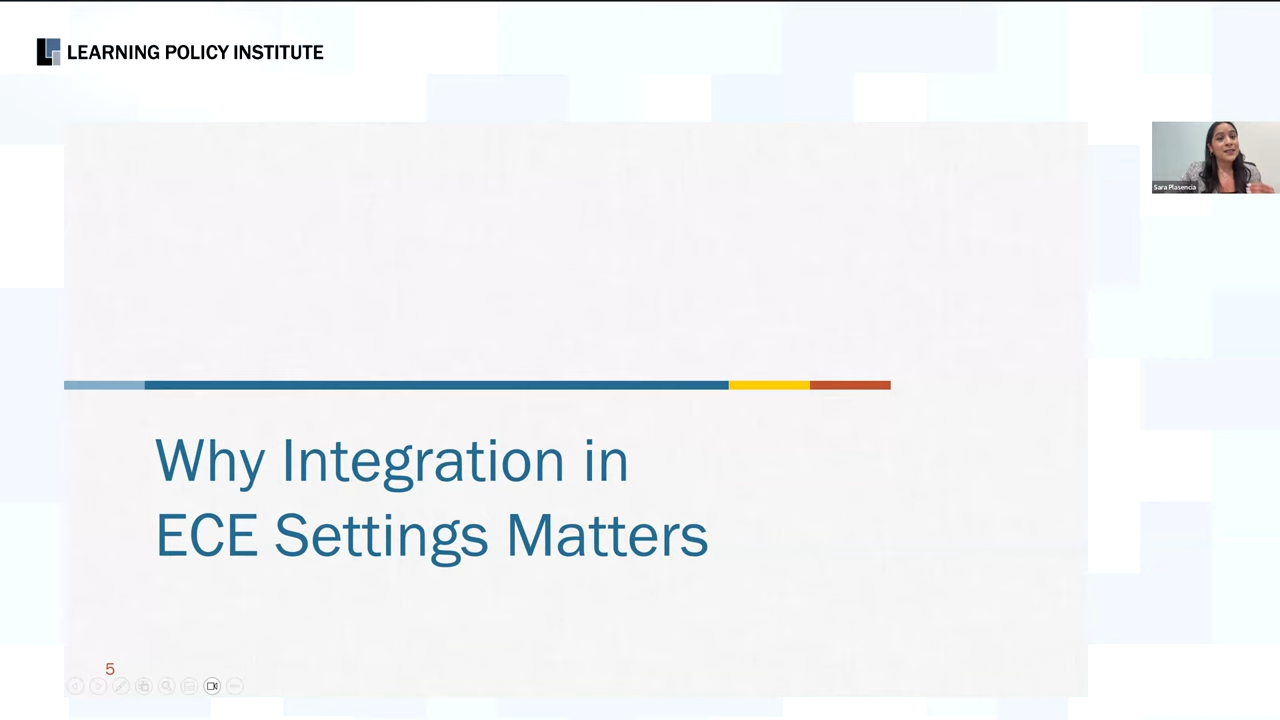 LEARNING POLICY INSTITUTE
Sara Plasencia
Why Integration in
ECE Settings Matters
5